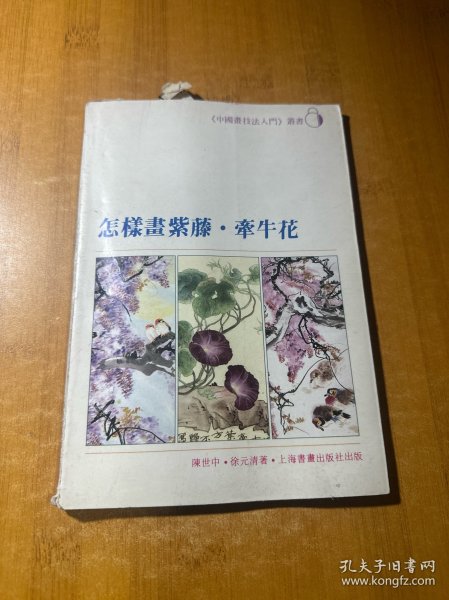 《中國畫技法入門》叢書
怎樣畫紫藤·牽牛花
陳世中·徐元清著·上海書畫出版社出版
孔夫子旧书网
www.kongfz.com